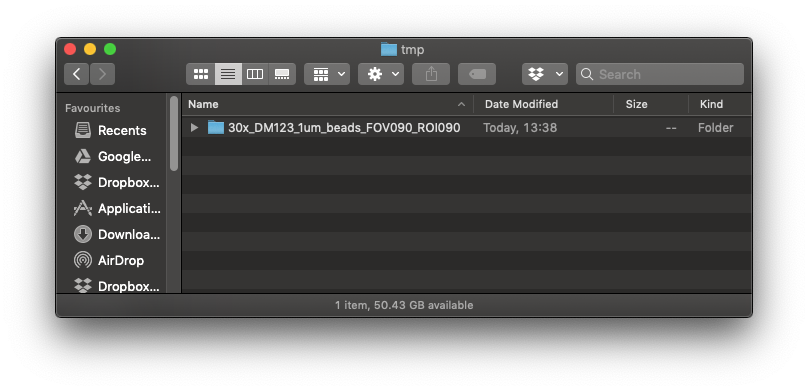 tmp
Search
Favourites
Recents
Google...
Dropbox...
Applicati...
Downloa...
AirDrop
Dropbox...
Name Date Modified Size Kind
30x_DM123_1um_beads_FOV090_ROI090 Today, 13:38 -- Folder
1 item, 50.43 GB available